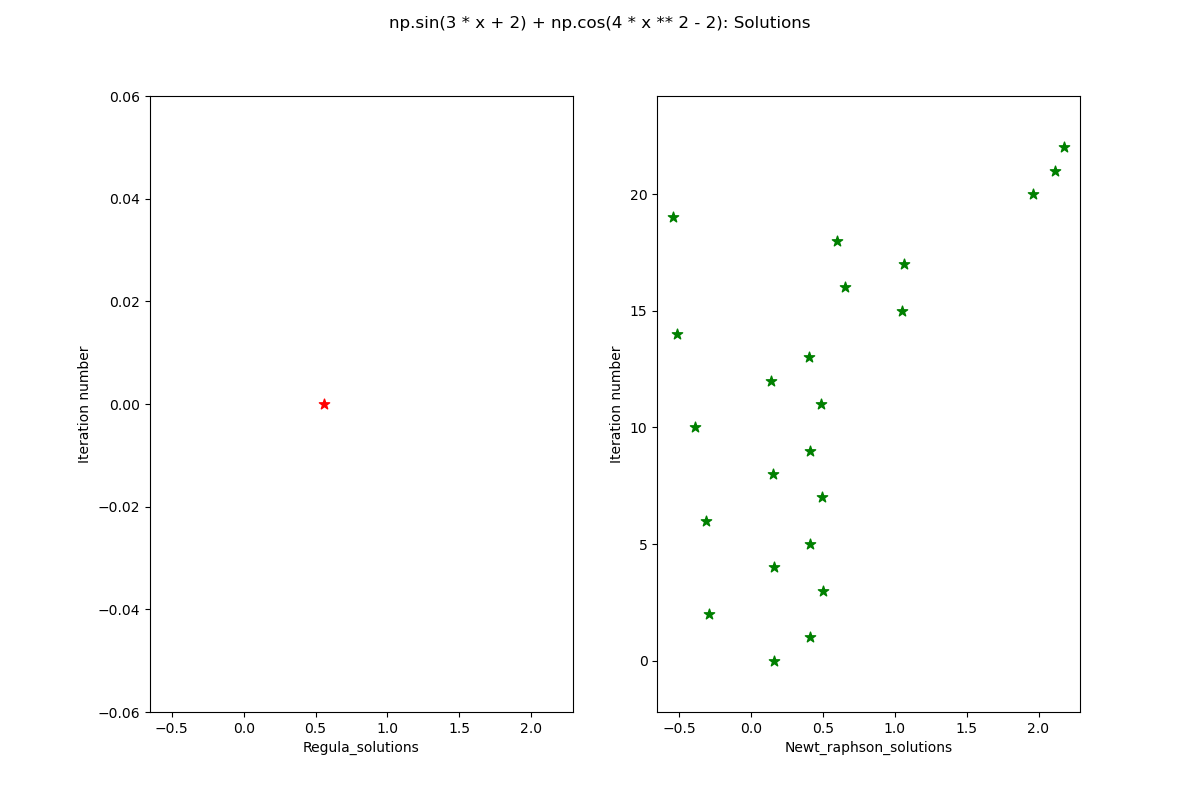 np.sin(3 * x + 2) + np.cos(4 * x ** 2 - 2): Solutions
0.06
0.04
0.02
0.00
−0.02
−0.04
−0.06
Iteration number
−0.5 0.0 0.5 1.0 1.5 2.0
Regula_solutions
20
15
10
5
0
Iteration number
−0.5 0.0 0.5 1.0 1.5 2.0
Newt_raphson_solutions